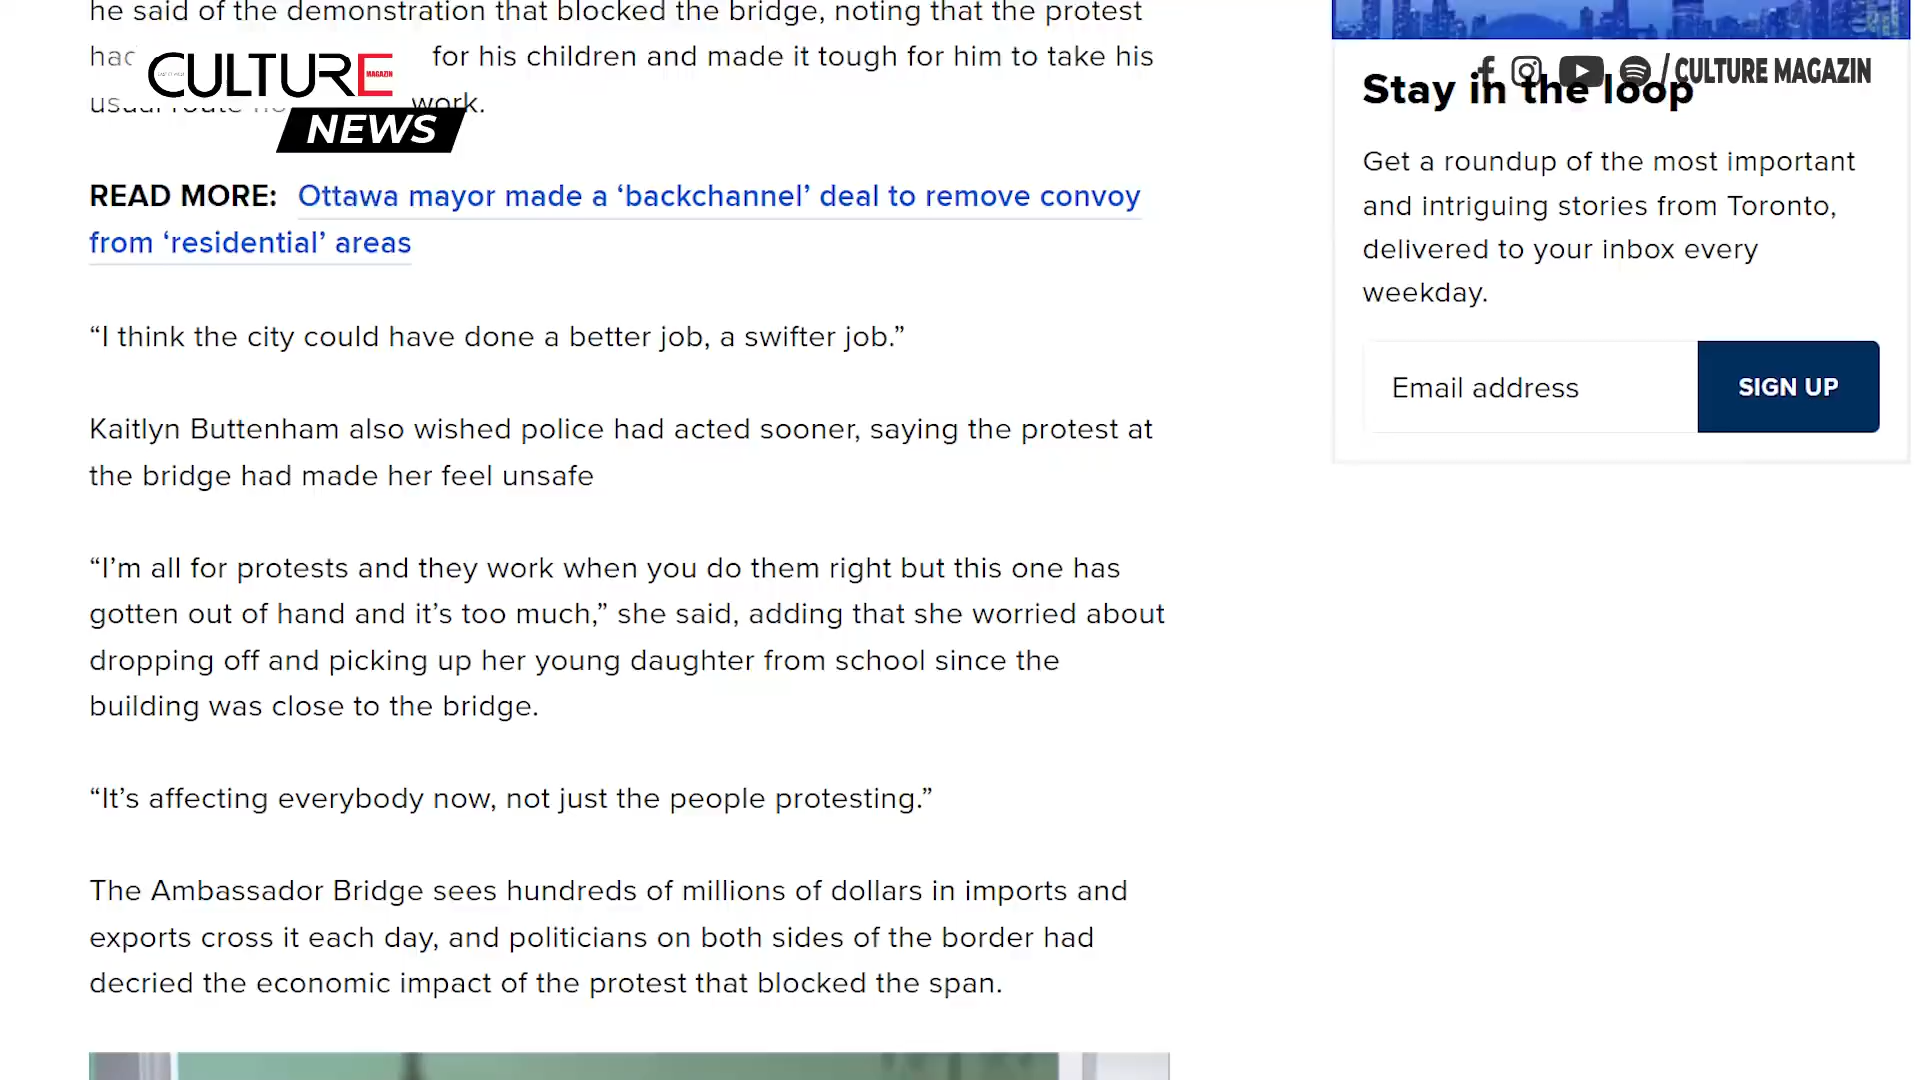 he said of the demonstration that blocked the bridge, noting that the protest
had for his children and made it tough for him to take his
usual route work.
CULTURE
MAGAZIN
NEWS
/ CULTURE MAGAZIN
READ MORE: Ottawa mayor made a ‘backchannel’ deal to remove convoy
from ‘residential’ areas
“I think the city could have done a better job, a swifter job.”
Kaitlyn Buttenham also wished police had acted sooner, saying the protest at
the bridge had made her feel unsafe
“I’m all for protests and they work when you do them right but this one has
gotten out of hand and it’s too much,” she said, adding that she worried about
dropping off and picking up her young daughter from school since the
building was close to the bridge.
“It’s affecting everybody now, not just the people protesting.”
The Ambassador Bridge sees hundreds of millions of dollars in imports and
exports cross it each day, and politicians on both sides of the border had
decried the economic impact of the protest that blocked the span.
Stay in the loop
Get a roundup of the most important
and intriguing stories from Toronto,
delivered to your inbox every
weekday.
Email address
SIGN UP